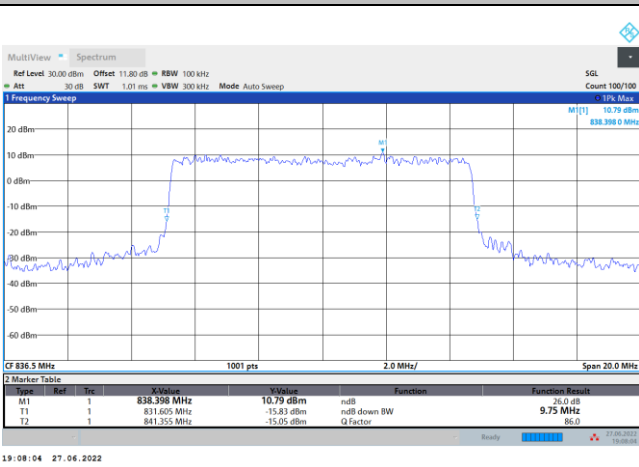 MultiView Spectrum
Ref Level 30.00 dBm Offset 11.80 dB RBW 100 kHz SGL
Att 30 dB SWT 1.01 ms VBW 300 kHz Mode Auto Sweep Count 100/100
1 Frequency Sweep 1Pk Max
M1[1] 10.79 dBm
838.398 0 MHz
20 dBm
M1
10 dBm
0 dBm
-10 dBm
T1 T2
-20 dBm
-30 dBm
-40 dBm
-50 dBm
-60 dBm
CF 836.5 MHz 1001 pts 2.0 MHz/ Span 20.0 MHz
2 Marker Table
Type Ref Trc X-Value Y-Value Function Function Result
M1 1 838.398 MHz 10.79 dBm ndB 26.0 dB
T1 1 831.605 MHz -15.83 dBm ndB down BW 9.75 MHz
T2 1 841.355 MHz -15.05 dBm Q Factor 86.0
Ready 27.06.2022
19:08:04
19:08:04 27.06.2022